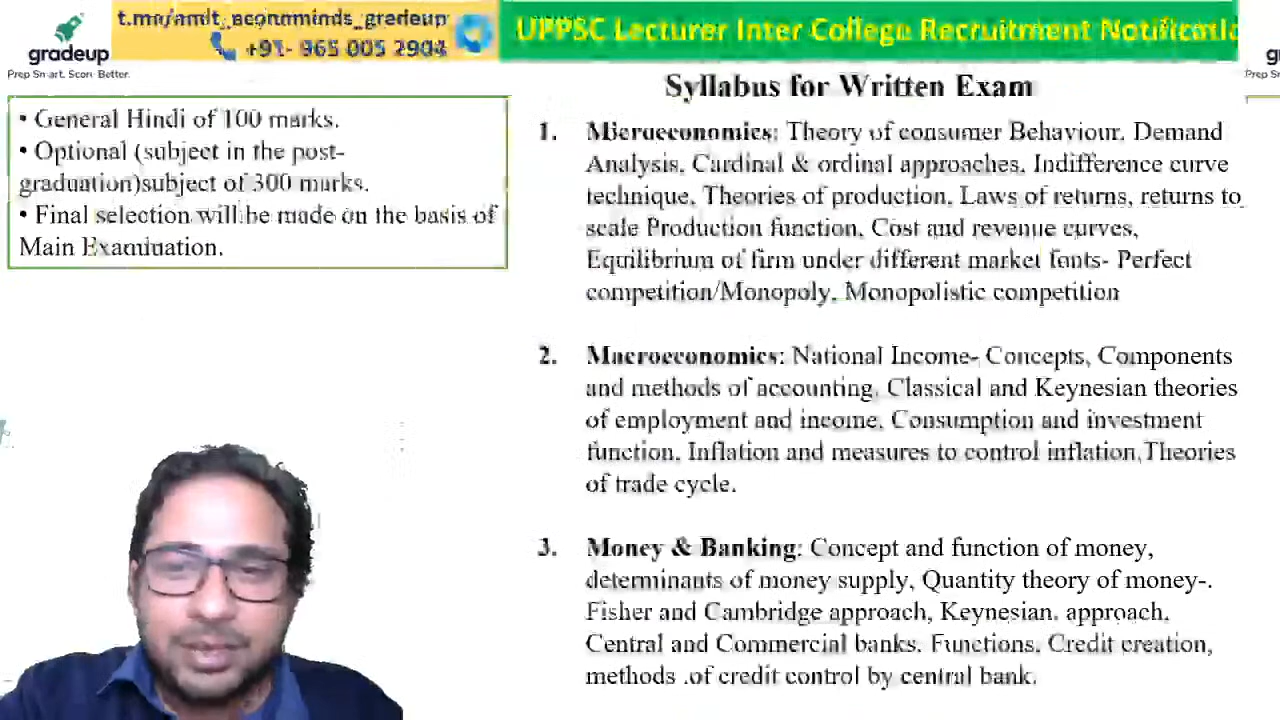 gradeup
Prep Smart. Score Better.
t.me/amit_econominds_gradeup
+91- 965 005 2904
UPPSC Lecturer Inter College Recruitment Notificatio
g
Prep S
Syllabus for Written Exam
• General Hindi of 100 marks.
• Optional (subject in the post-
graduation)subject of 300 marks.
• Final selection will be made on the basis of
Main Examination.
1. Microeconomics: Theory of consumer Behaviour, Demand
Analysis, Cardinal & ordinal approaches, Indifference curve
technique, Theories of production, Laws of returns, returns to
scale Production function, Cost and revenue curves,
Equilibrium of firm under different market fonts- Perfect
competition/Monopoly, Monopolistic competition
2. Macroeconomics: National Income- Concepts, Components
and methods of accounting, Classical and Keynesian theories
of employment and income, Consumption and investment
function, Inflation and measures to control inflation,Theories
of trade cycle.
3. Money & Banking: Concept and function of money,
determinants of money supply, Quantity theory of money-.
Fisher and Cambridge approach, Keynesian. approach,
Central and Commercial banks. Functions, Credit creation,
methods .of credit control by central bank.